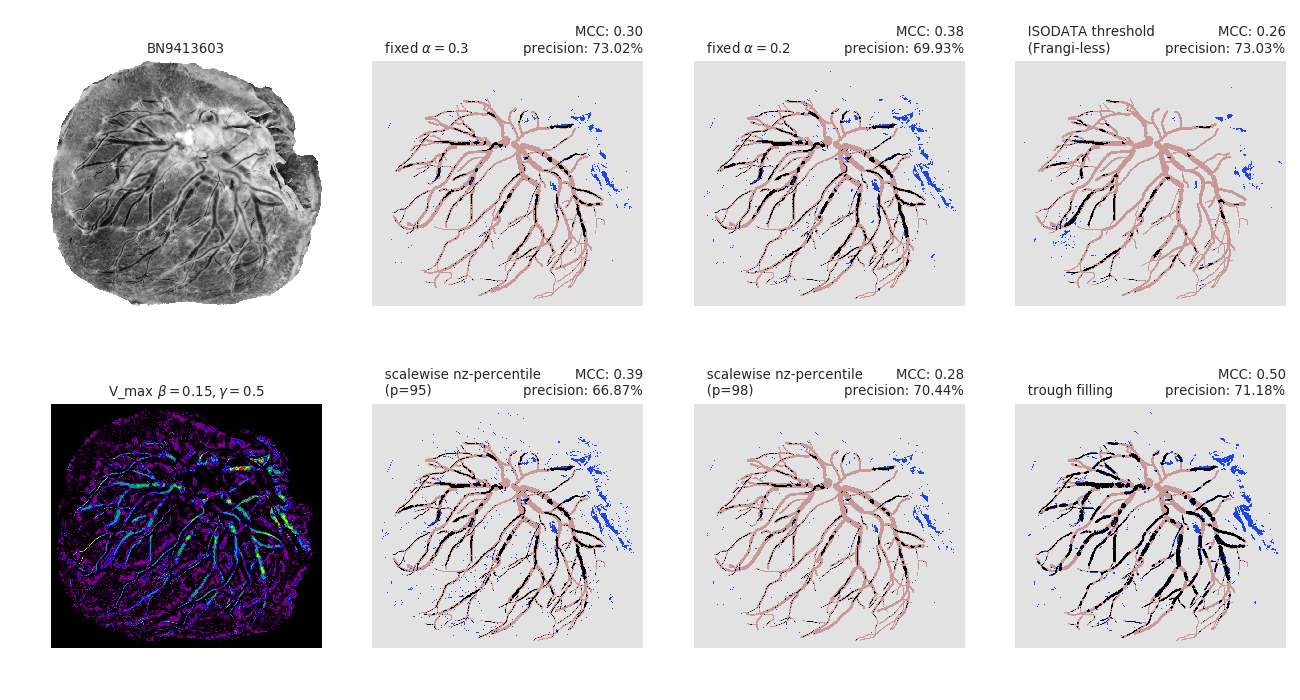 BN9413603
MCC: 0.30
fixed α = 0.3 precision: 73.02%
MCC: 0.38
fixed α = 0.2 precision: 69.93%
ISODATA threshold MCC: 0.26
(Frangi-less) precision: 73.03%
V_max β = 0.15, γ = 0.5
scalewise nz-percentile MCC: 0.39
(p=95) precision: 66.87%
scalewise nz-percentile MCC: 0.28
(p=98) precision: 70.44%
MCC: 0.50
trough filling precision: 71.18%